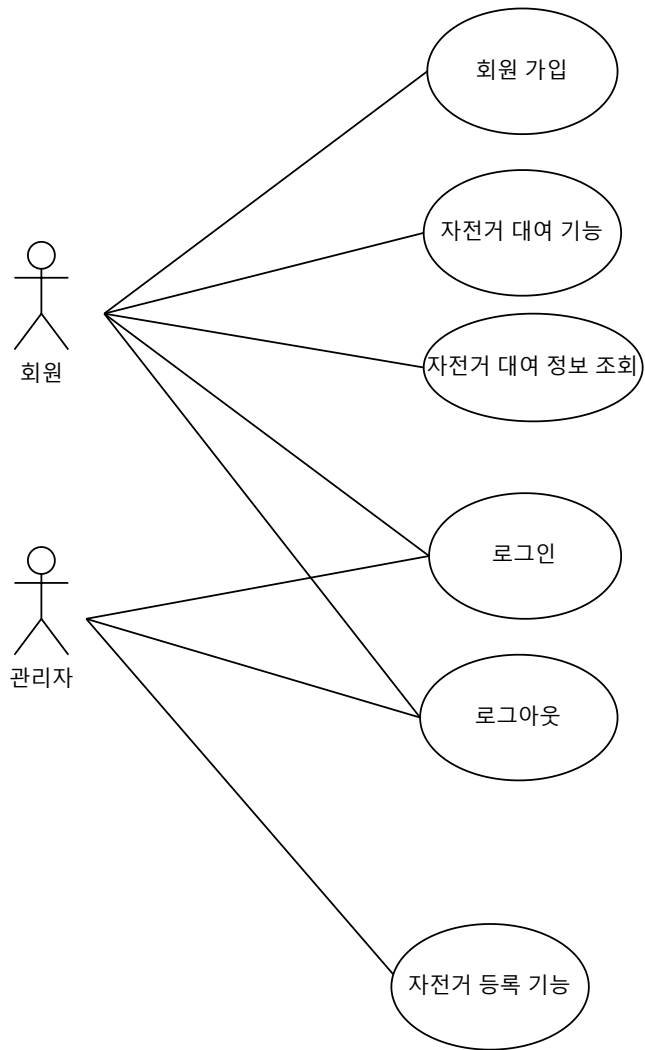 회원 가입
자전거 대여 기능
자전거 대여 정보 조회
회원
로그인
관리자
로그아웃
자전거 등록 기능